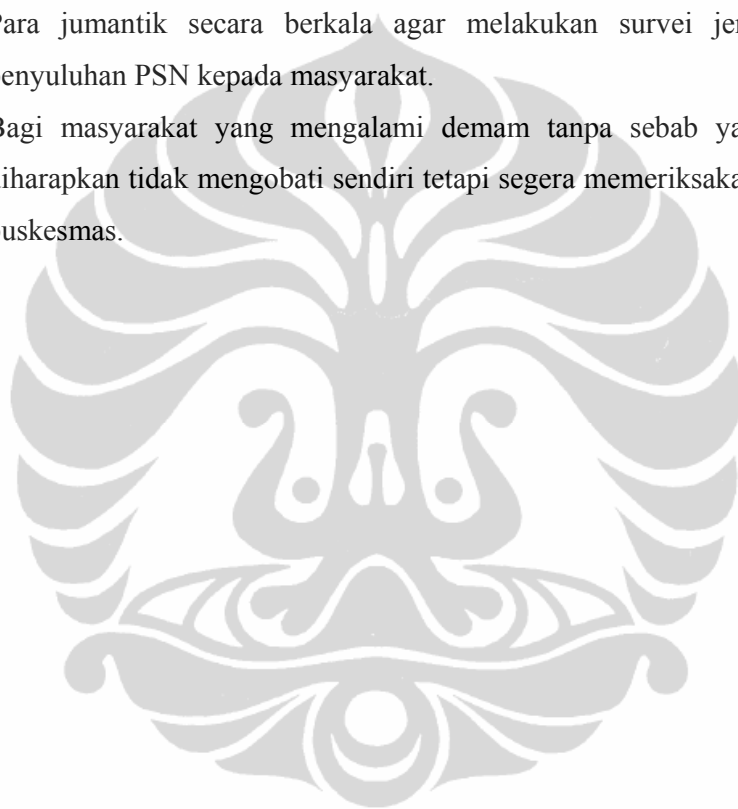 Para jumantik secara berkala agar melakukan survei jen
penyuluhan PSN kepada masyarakat.
Bagi masyarakat yang mengalami demam tanpa sebab ya
diharapkan tidak mengobati sendiri tetapi segera memeriksaka
puskesmas.